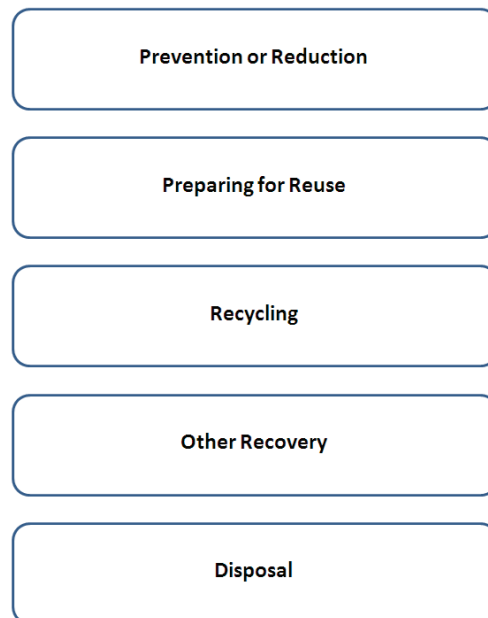 Prevention or Reduction
Preparing for Reuse
Recycling
Other Recovery
Disposal